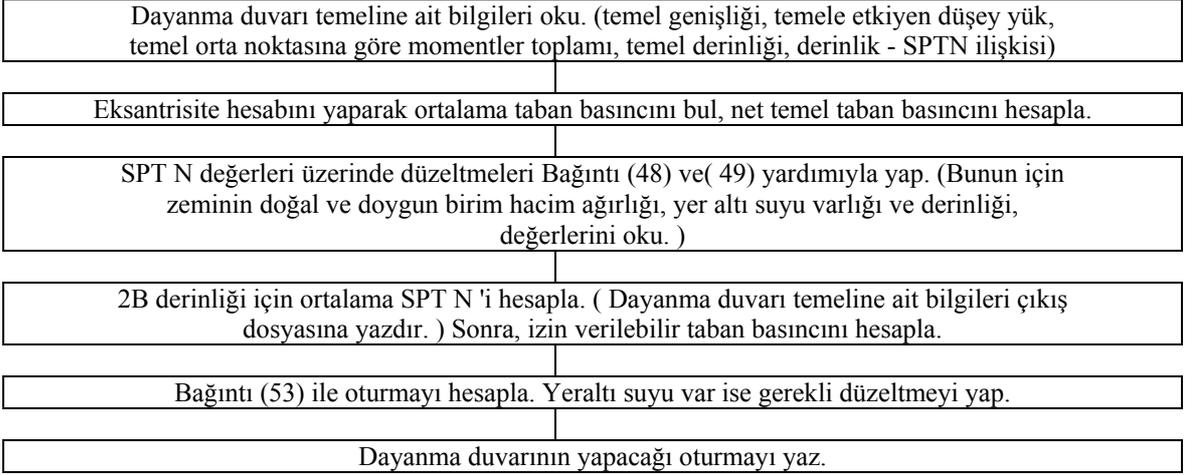 Dayanma duvarı temeline ait bilgileri oku. (temel genişliği, temele etkiyen düşey yük,
temel orta noktasına göre momentler toplamı, temel derinliği, derinlik - SPTN ilişkisi)
Eksantrisite hesabını yaparak ortalama taban basıncını bul, net temel taban basıncını hesapla.
SPT N değerleri üzerinde düzeltmeleri Bağıntı (48) ve( 49) yardımıyla yap. (Bunun için
zeminin doğal ve doygun birim hacim ağırlığı, yer altı suyu varlığı ve derinliği,
değerlerini oku. )
2B derinliği için ortalama SPT N 'i hesapla. ( Dayanma duvarı temeline ait bilgileri çıkış
dosyasına yazdır. ) Sonra, izin verilebilir taban basıncını hesapla.
Bağıntı (53) ile oturmayı hesapla. Yeraltı suyu var ise gerekli düzeltmeyi yap.
Dayanma duvarının yapacağı oturmayı yaz.